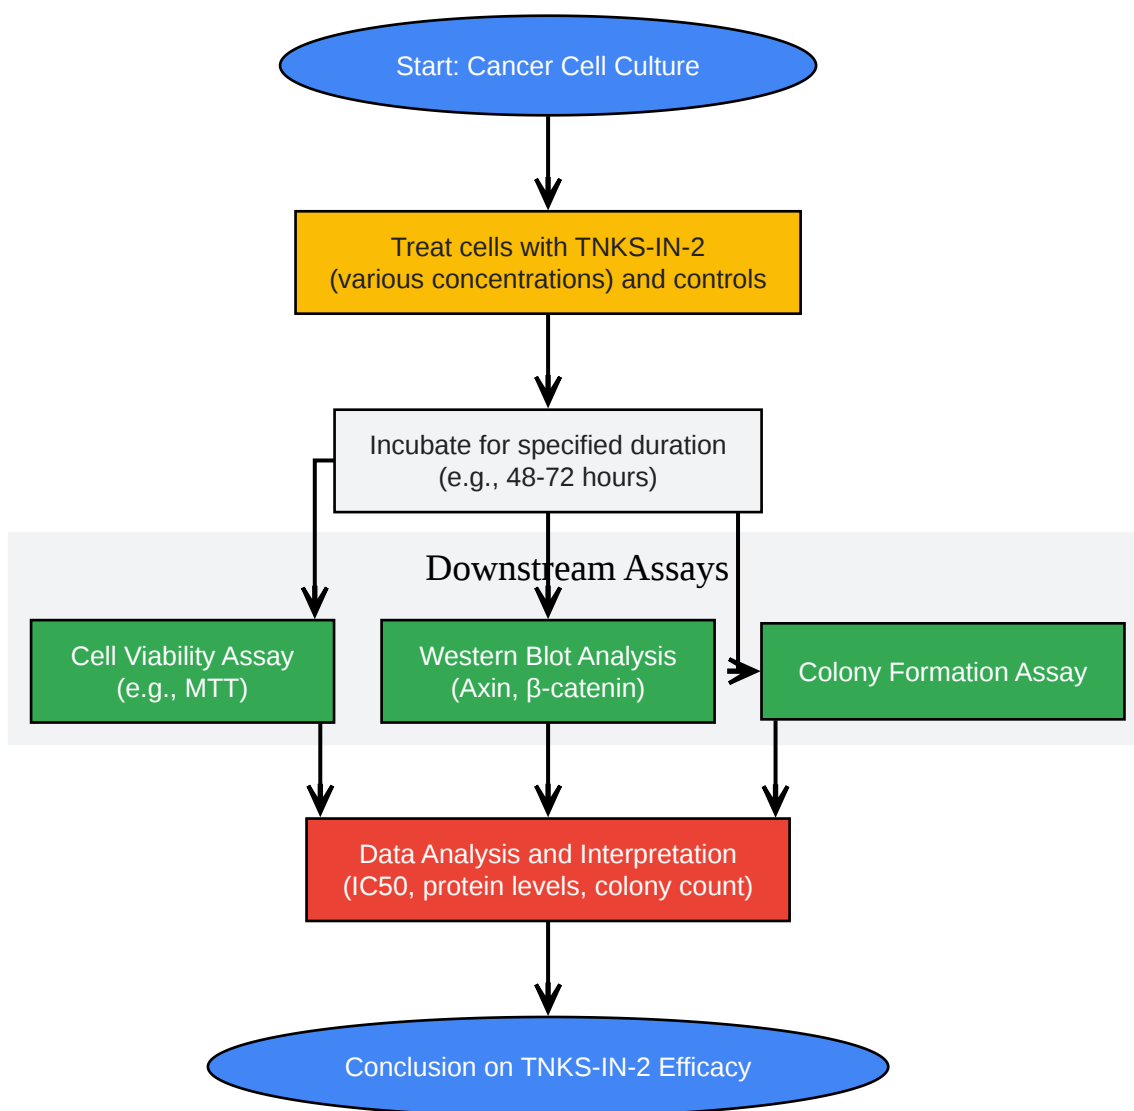 Start: Cancer Cell Culture
Treat cells with TNKS-IN-2
(various concentrations) and controls
Incubate for specified duration
(e.g., 48-72 hours)
Downstream Assays
Cell Viability Assay
(e.g., MTT)
Western Blot Analysis
(Axin, β-catenin)
Colony Formation Assay
Data Analysis and Interpretation
(IC50, protein levels, colony count)
Conclusion on TNKS-IN-2 Efficacy